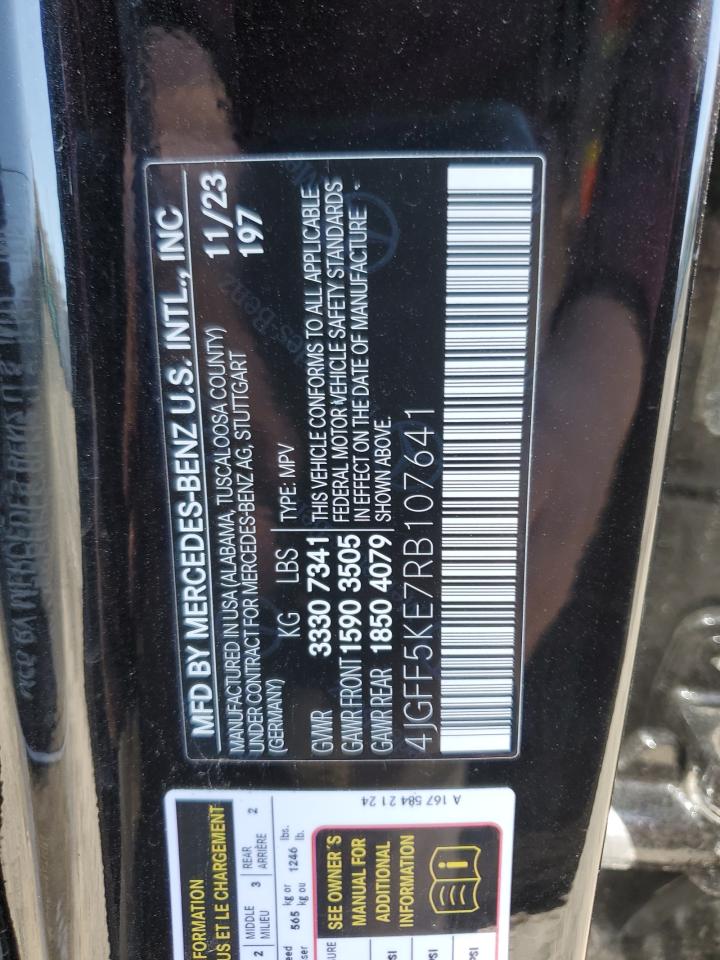 MFD BY MERCEDES-BENZ U.S. INTL., INC
MANUFACTURED IN USA (ALABAMA, TUSCALOOSA COUNTY) 11/23
UNDER CONTRACT FOR MERCEDES-BENZ AG, STUTTGART 197
(GERMANY)
KG LBS TYPE: MPV
GVWR 3330 7341 THIS VEHICLE CONFORMS TO ALL APPLICABLE
GAWR FRONT 1590 3505 FEDERAL MOTOR VEHICLE SAFETY STANDARDS
GAWR REAR 1850 4079 IN EFFECT ON THE DATE OF MANUFACTURE
SHOWN ABOVE.
4JGFF5KE7RB107641
FORMATION
US ET LE CHARGEMENT
2 MIDDLE 3 REAR 2
MILIEU ARRIÈRE
565 kg or 1246 lbs.
kg ou lb.
SEE OWNER'S
MANUAL FOR
ADDITIONAL
INFORMATION
A 167 584 21 24